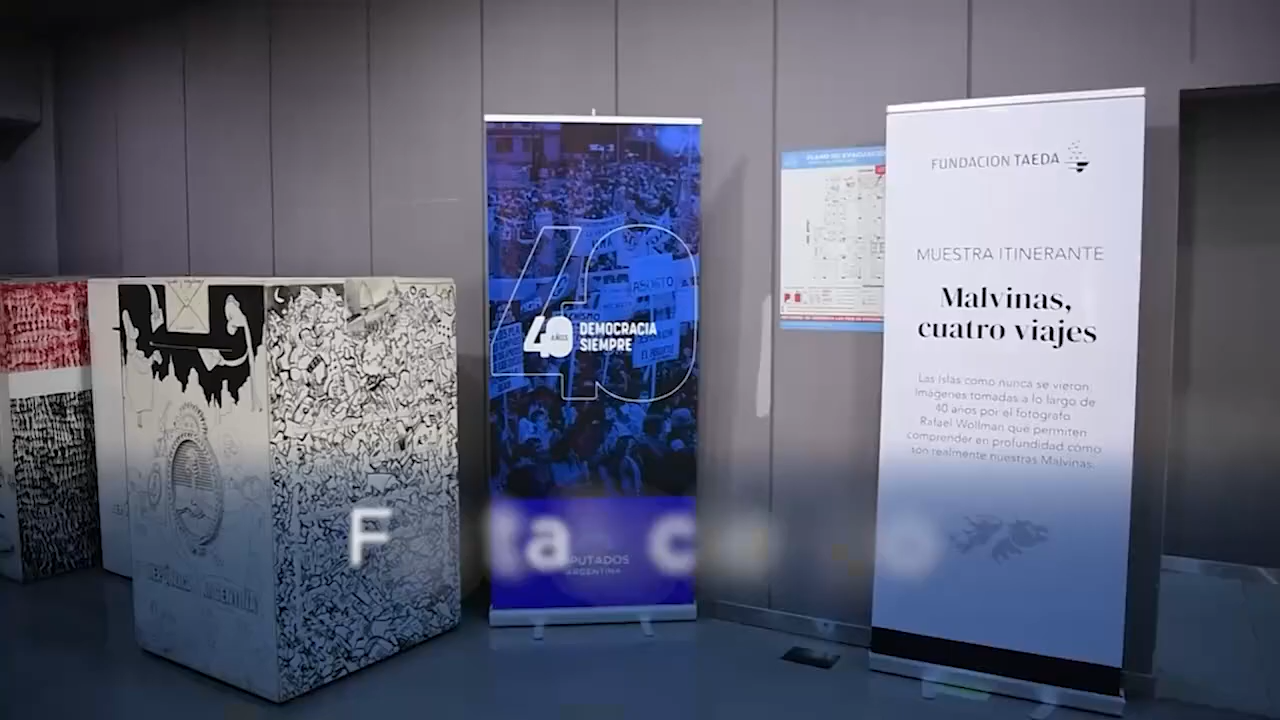 40
40 AÑOS DEMOCRACIA
SIEMPRE
DIPUTADOS
ARGENTINA
PLANO DE EVACUACIÓN
FUNDACION TAEDA
MUESTRA ITINERANTE
Malvinas,
cuatro viajes
Las Islas como nunca se vieron:
Imágenes tomadas a lo largo de
40 años por el fotógrafo
Rafael Wollman que permiten
comprender en profundidad cómo
son realmente nuestras Malvinas.
REPÚBLICA ARGENTINA